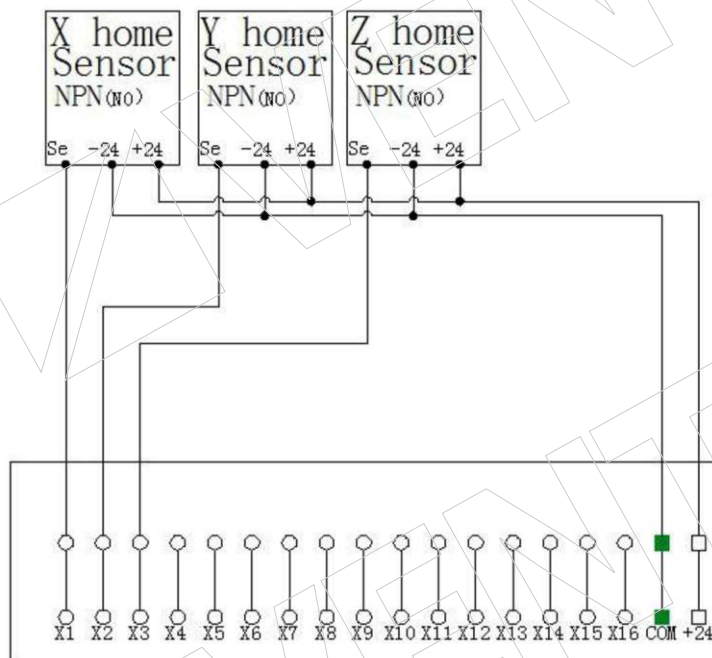 X home Y home Z home
Sensor Sensor Sensor
NPN(NO) NPN(NO) NPN(NO)
Se -24 +24 Se -24 +24 Se -24 +24
X1 X2 X3 X4 X5 X6 X7 X8 X9 X10 X11 X12 X13 X14 X15 X16 COM +24